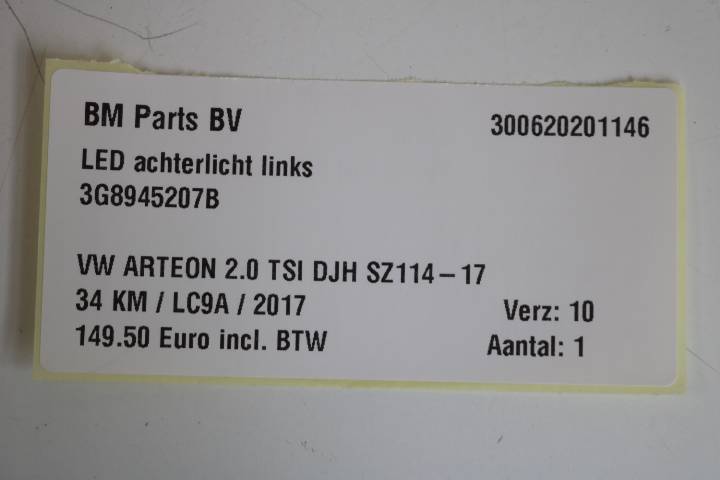 BM Parts BV 300620201146
LED achterlicht links
3G8945207B
VW ARTEON 2.0 TSI DJH SZ114-17
34 KM / LC9A / 2017 Verz: 10
149.50 Euro incl. BTW Aantal: 1